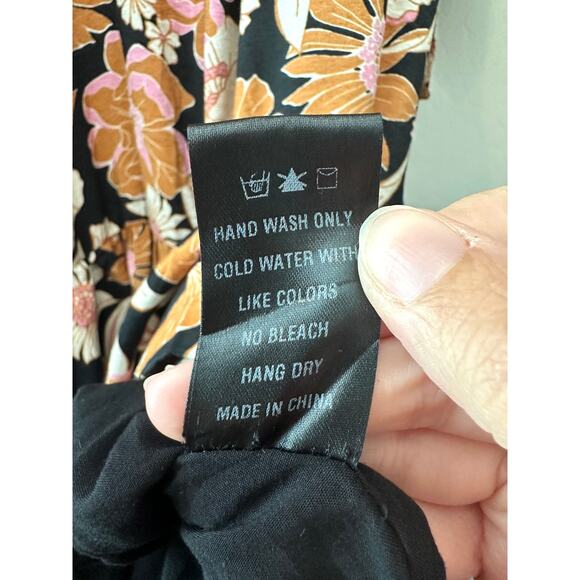 HAND WASH ONLY
COLD WATER WITH
LIKE COLORS
NO BLEACH
HANG DRY
MADE IN CHINA